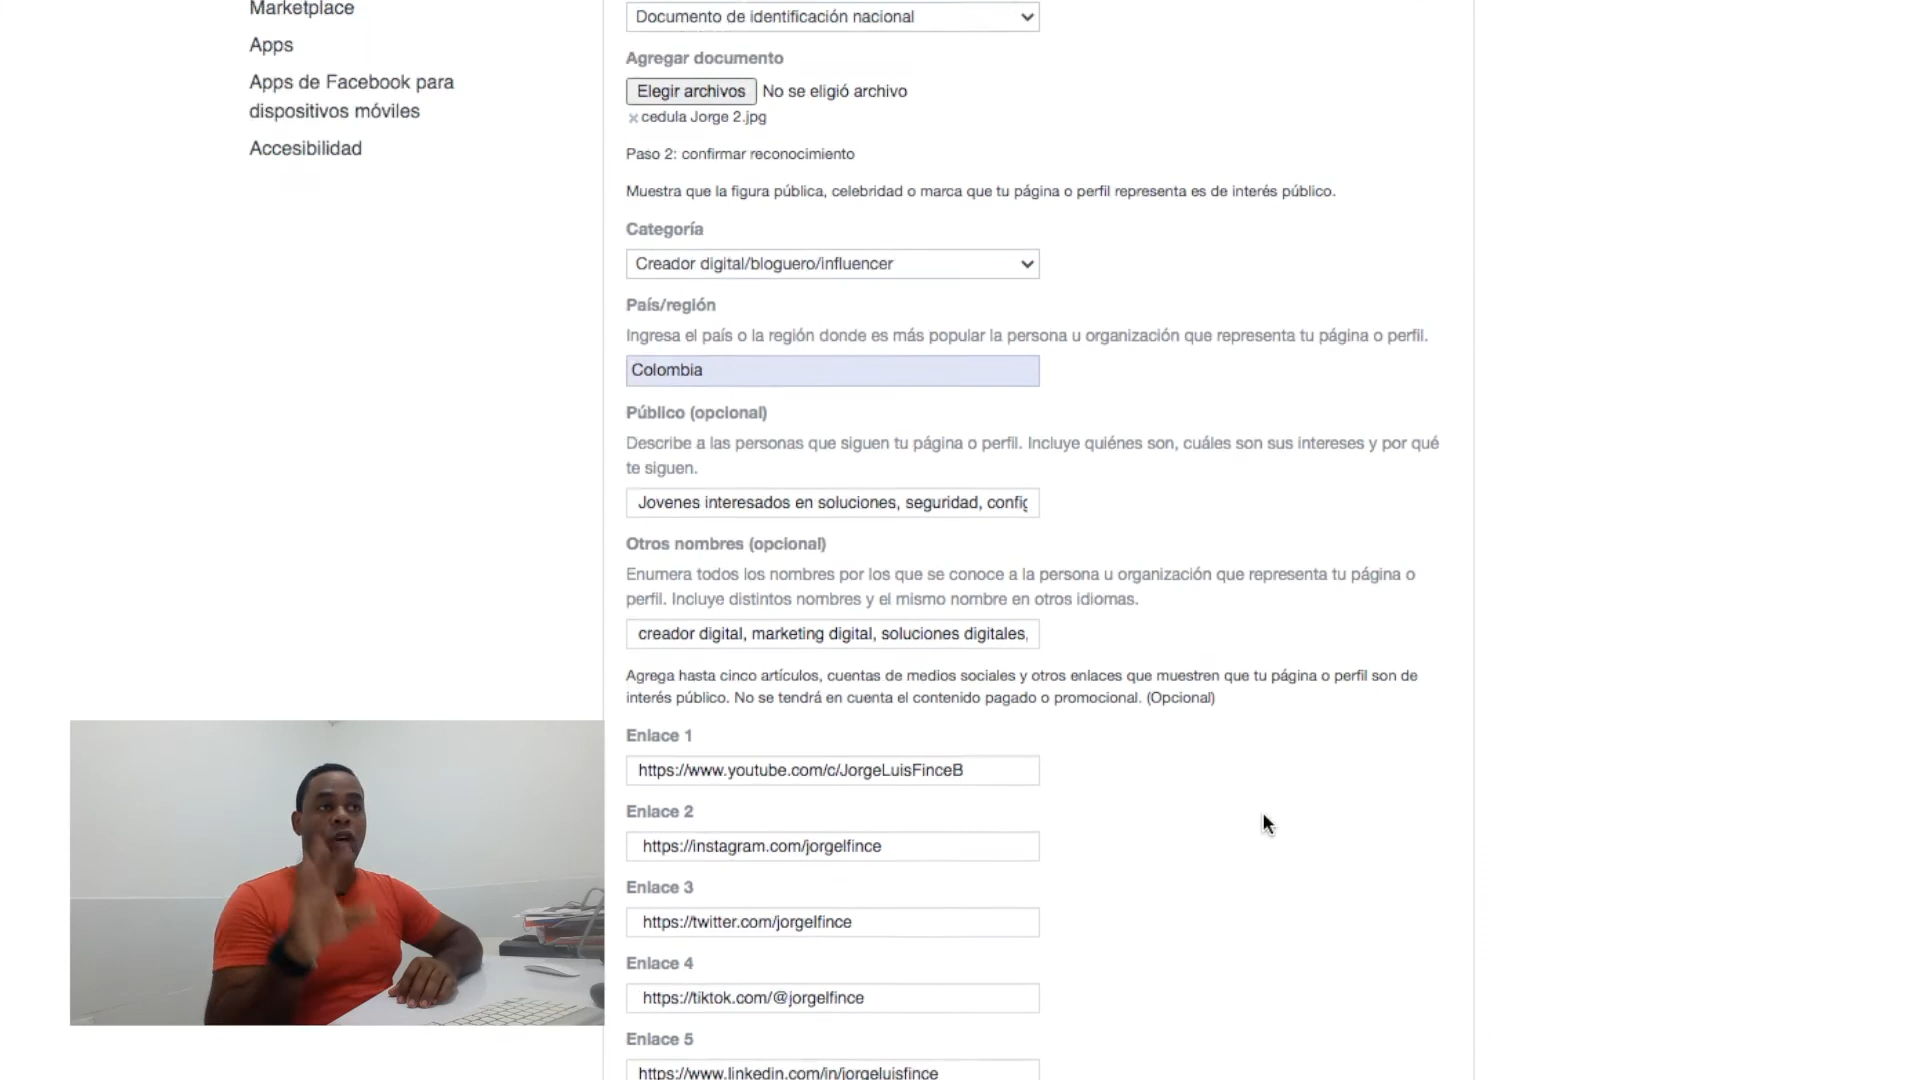 Marketplace
Apps
Apps de Facebook para
dispositivos móviles
Accesibilidad
Documento de identificación nacional
Agregar documento
Elegir archivos No se eligió archivo
cedula Jorge 2.jpg
Paso 2: confirmar reconocimiento
Muestra que la figura pública, celebridad o marca que tu página o perfil representa es de interés público.
Categoría
Creador digital/bloguero/influencer
País/región
Ingresa el país o la región donde es más popular la persona u organización que representa tu página o perfil.
Colombia
Público (opcional)
Describe a las personas que siguen tu página o perfil. Incluye quiénes son, cuáles son sus intereses y por qué
te siguen.
Jovenes interesados en soluciones, seguridad, config
Otros nombres (opcional)
Enumera todos los nombres por los que se conoce a la persona u organización que representa tu página o
perfil. Incluye distintos nombres y el mismo nombre en otros idiomas.
creador digital, marketing digital, soluciones digitales,
Agrega hasta cinco artículos, cuentas de medios sociales y otros enlaces que muestren que tu página o perfil son de
interés público. No se tendrá en cuenta el contenido pagado o promocional. (Opcional)
Enlace 1
https://www.youtube.com/c/JorgeLuisFinceB
Enlace 2
https://instagram.com/jorgelfince
Enlace 3
https://twitter.com/jorgelfince
Enlace 4
https://tiktok.com/@jorgelfince
Enlace 5
https://www.linkedin.com/in/jorgeluisfince